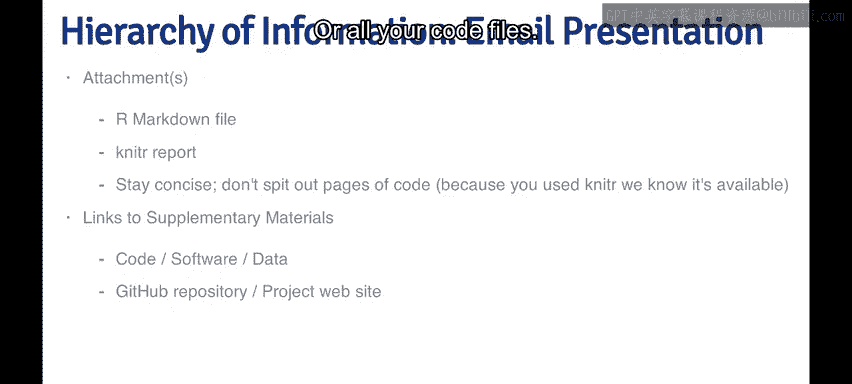 Hierarchy of Information: Email Presentation
Or all your code files.
· Attachment(s)
- R Markdown file
- knitr report
- Stay concise; don't spit out pages of code (because you used knitr we know it's available)
· Links to Supplementary Materials
- Code / Software / Data
- GitHub repository / Project web site